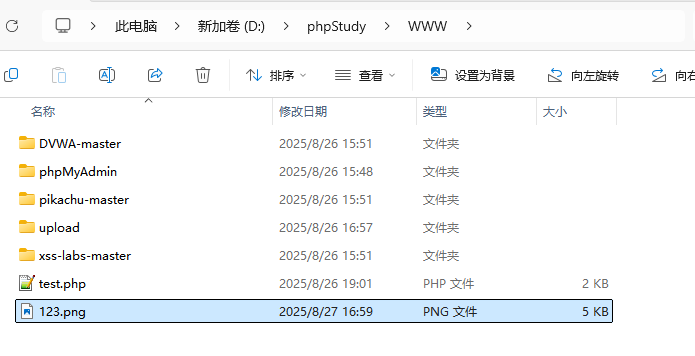 此电脑 新加卷 (D:) phpStudy WWW
排序 查看 设置为背景 向左旋转 向右
名称 修改日期 类型 大小
DVWA-master 2025/8/26 15:51 文件夹
phpMyAdmin 2025/8/26 15:48 文件夹
pikachu-master 2025/8/26 15:51 文件夹
upload 2025/8/26 16:57 文件夹
xss-labs-master 2025/8/26 15:51 文件夹
test.php 2025/8/26 19:01 PHP 文件 2 KB
123.png 2025/8/27 16:59 PNG 文件 5 KB